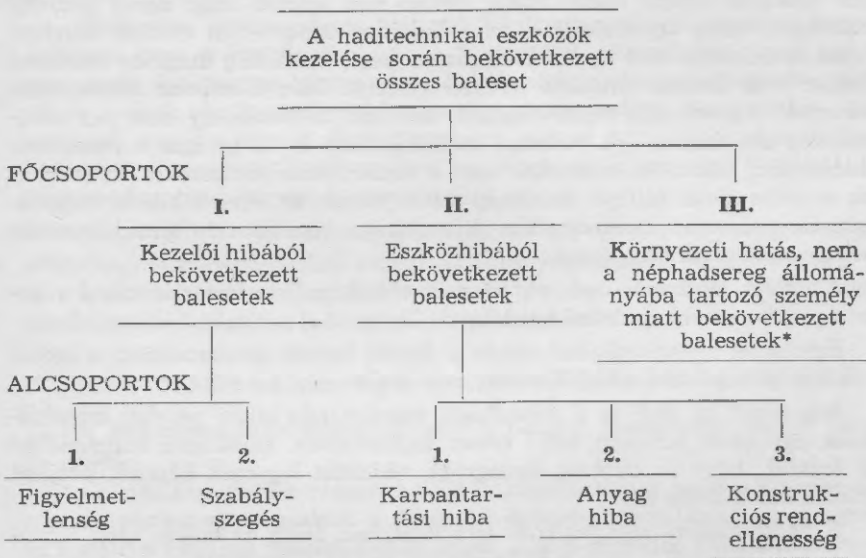 A haditechnikai eszközök
kezelése során bekövetkezett
összes baleset
FŐCSOPORTOK
I.
Kezelői hibából
bekövetkezett
balesetek
II.
Eszközhibából
bekövetkezett
balesetek
III.
Környezeti hatás, nem
a néphadsereg állomá-
nyába tartozó személy
miatt bekövetkezett
balesetek*
ALCSOPORTOK
1.
Figyelmet-
lenség
2.
Szabály-
szegés
1.
Karbantar-
tási hiba
2.
Anyag
hiba
3.
Konstruk-
ciós rend-
ellenesség